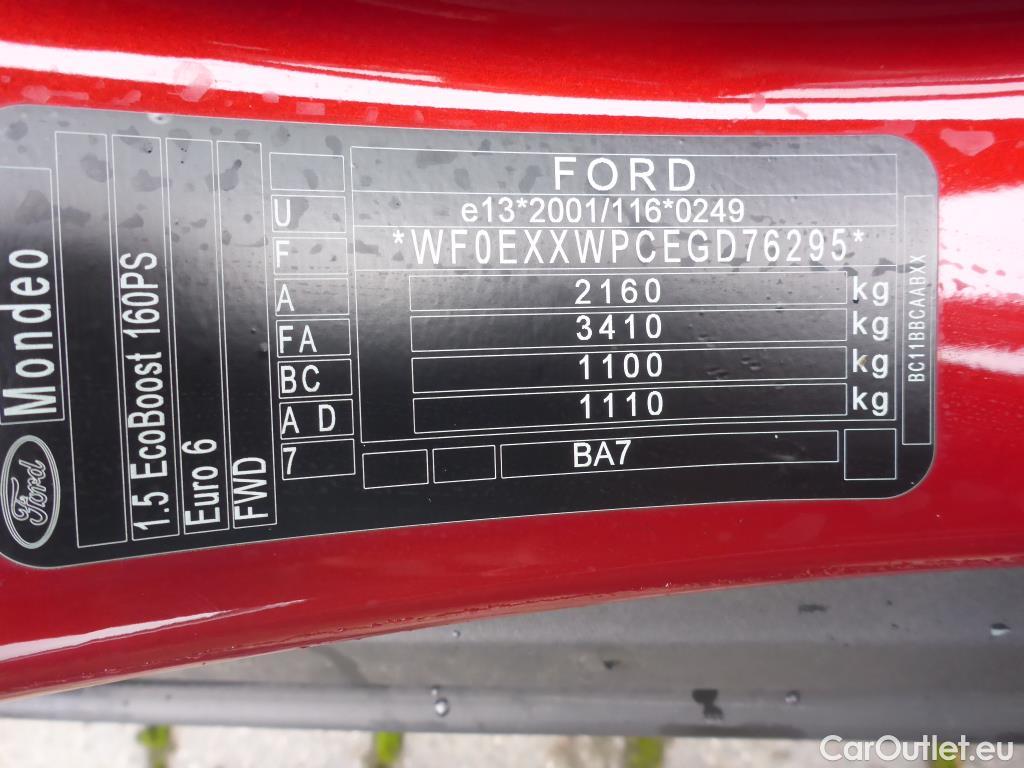 Ford
Mondeo
1.5 EcoBoost 160PS
Euro 6
FWD
FORD
U e13*2001/116*0249
F *WF0EXXWPCEGD76295*
A 2160 kg
FA 3410 kg
BC 1100 kg
A D 1110 kg
7 BA7
BC11BBCAABXX
CarOutlet.eu